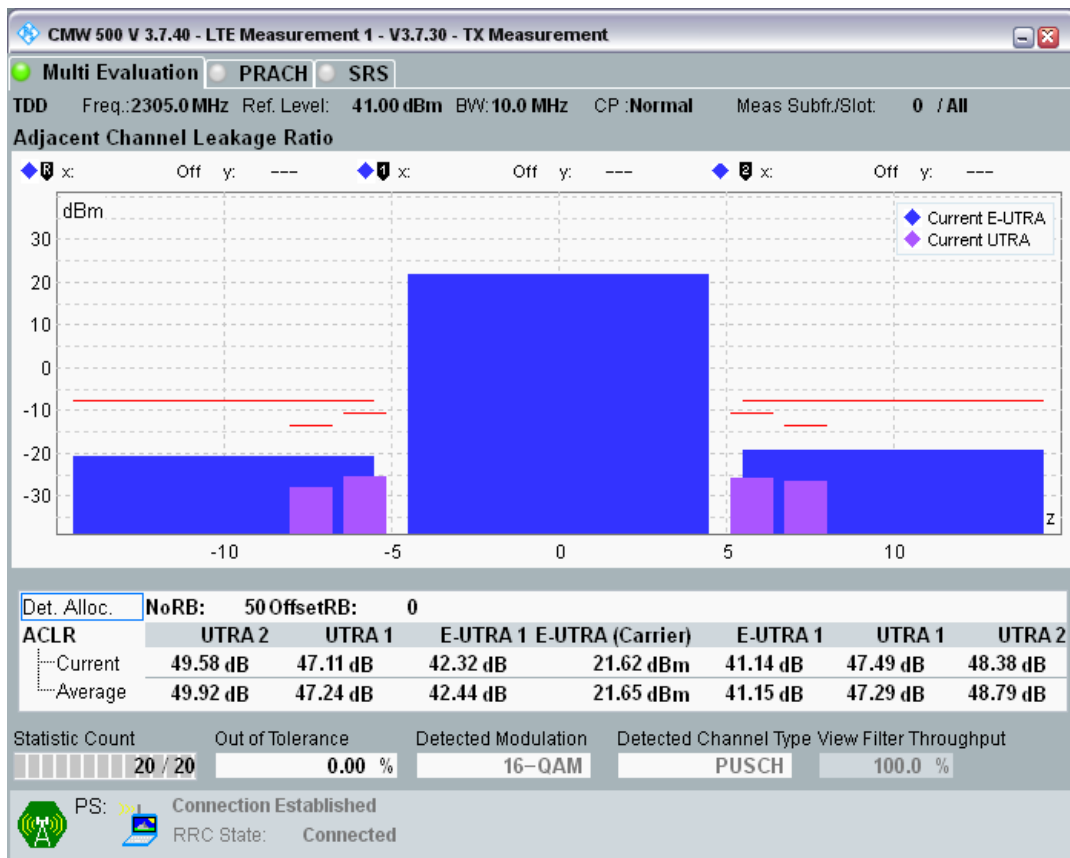 CMW 500 V 3.7.40 - LTE Measurement 1 - V3.7.30 - TX Measurement
Multi Evaluation PRACH SRS
TDD Freq.:2305.0 MHz Ref. Level: 41.00 dBm BW:10.0 MHz CP :Normal Meas Subfr./Slot: 0 / All
Adjacent Channel Leakage Ratio
R x: Off y: --- 1 x: Off y: --- 2 x: Off y: ---
dBm
Current E-UTRA
Current UTRA
30
20
10
0
-10
-20
-30
z
-10 -5 0 5 10
Det. Alloc. NoRB: 50 OffsetRB: 0
ACLR UTRA 2 UTRA 1 E-UTRA 1 E-UTRA (Carrier) E-UTRA 1 UTRA 1 UTRA 2
Current 49.58 dB 47.11 dB 42.32 dB 21.62 dBm 41.14 dB 47.49 dB 48.38 dB
Average 49.92 dB 47.24 dB 42.44 dB 21.65 dBm 41.15 dB 47.29 dB 48.79 dB
Statistic Count Out of Tolerance Detected Modulation Detected Channel Type View Filter Throughput
20 / 20 0.00 % 16-QAM PUSCH 100.0 %
PS: Connection Established
RRC State: Connected